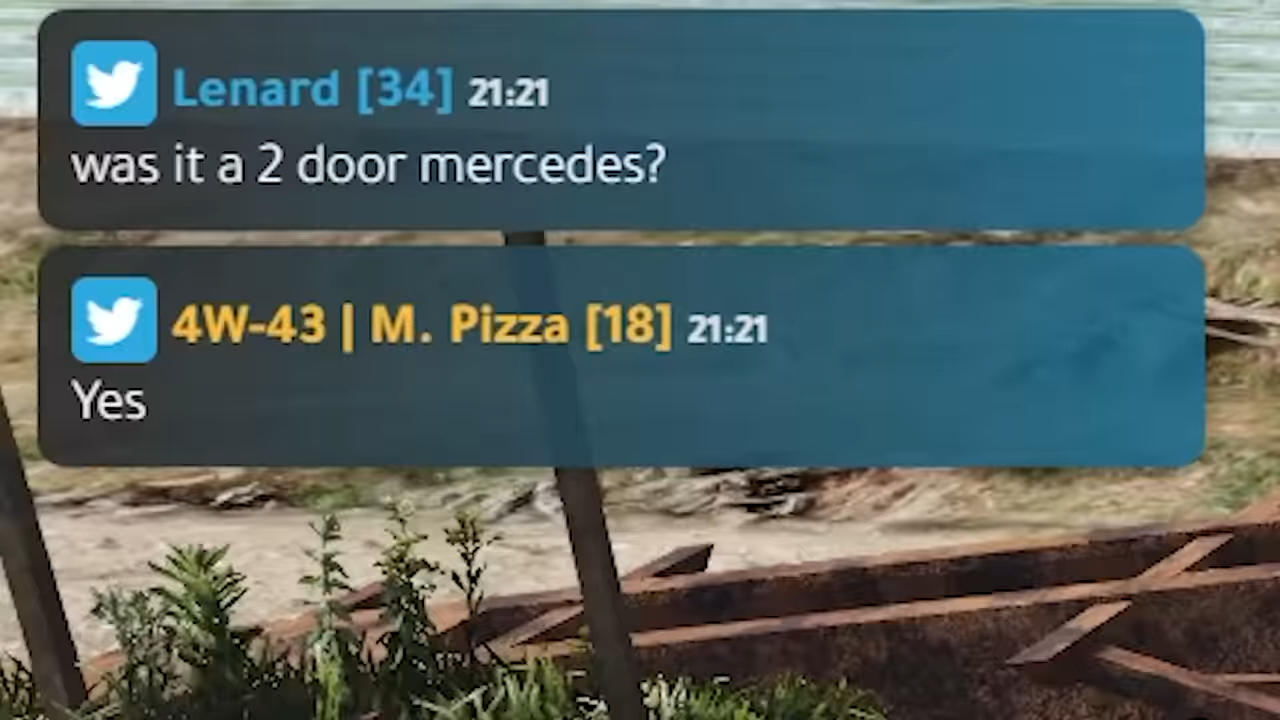 Lenard [34] 21:21
was it a 2 door mercedes?
4W-43 | M. Pizza [18] 21:21
Yes